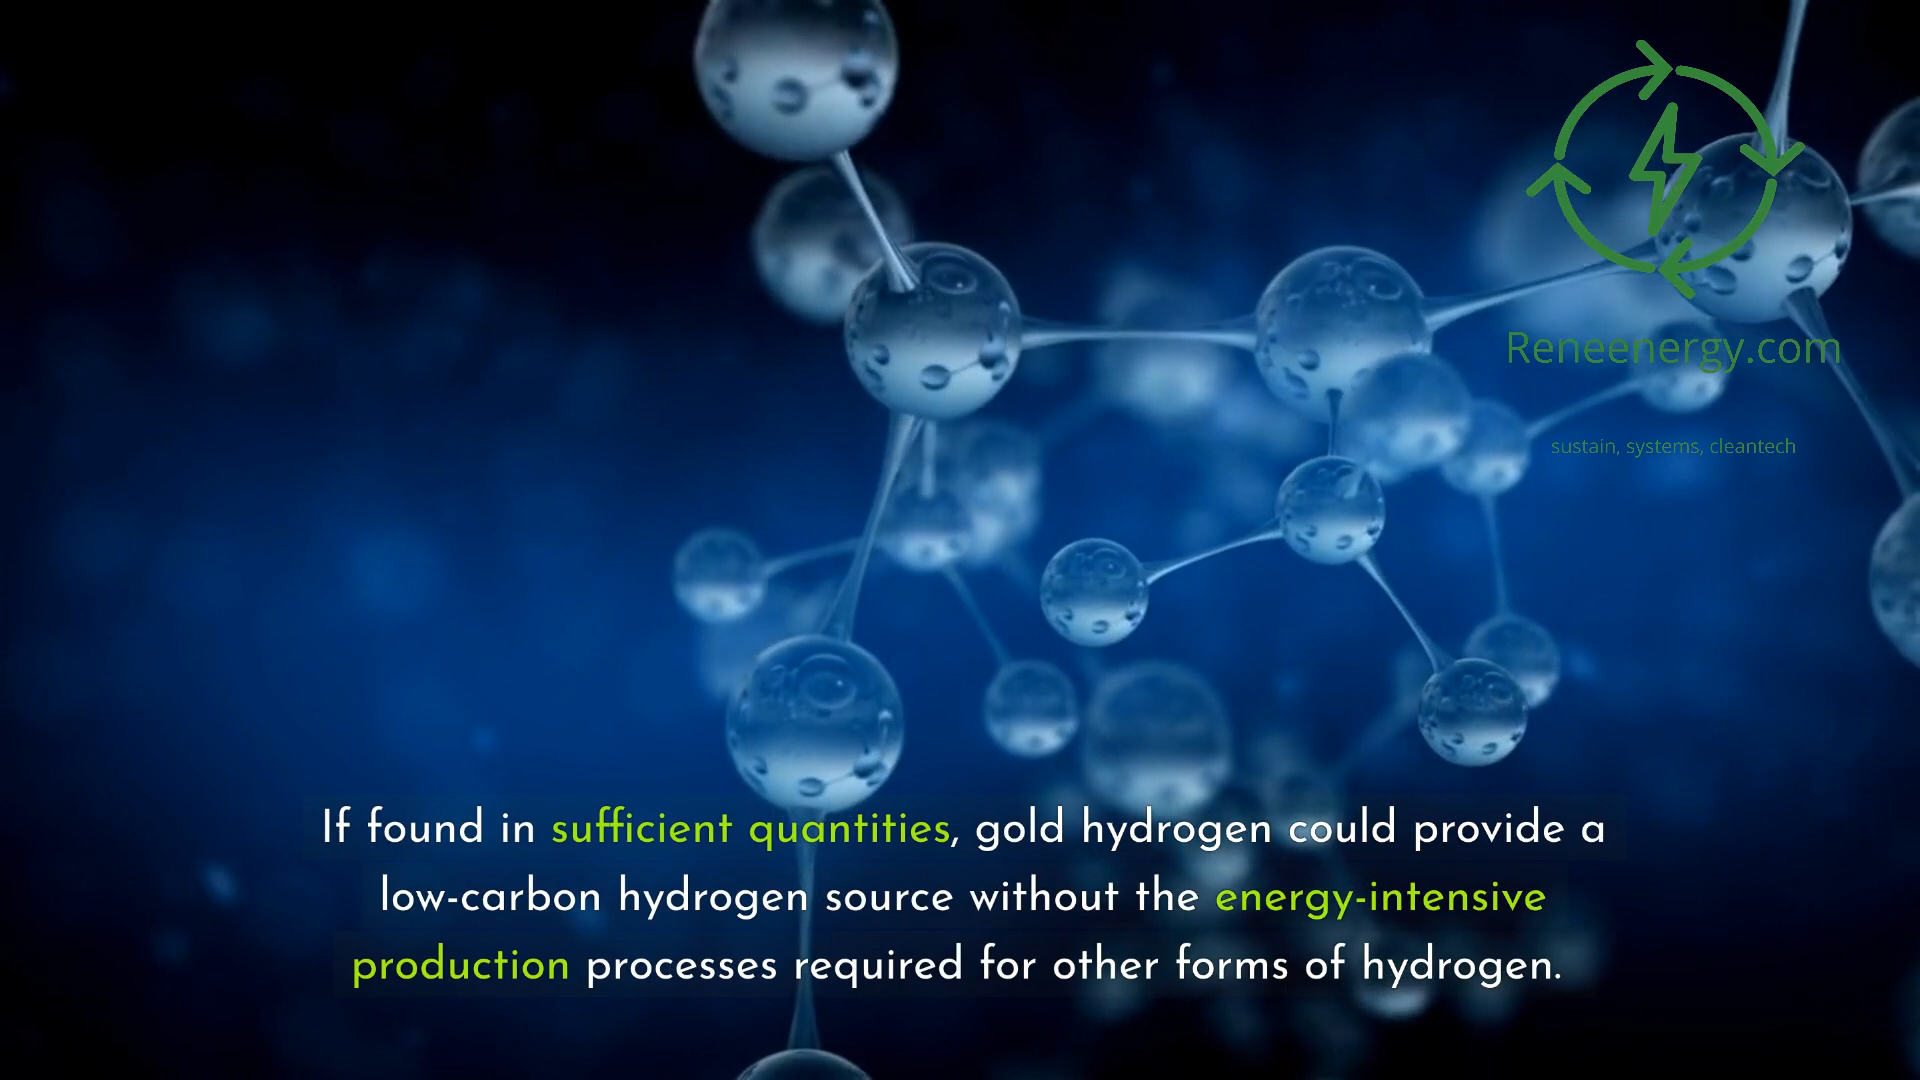 Reneenergy.com
sustain, systems, cleantech
If found in sufficient quantities, gold hydrogen could provide a
low-carbon hydrogen source without the energy-intensive
production processes required for other forms of hydrogen.